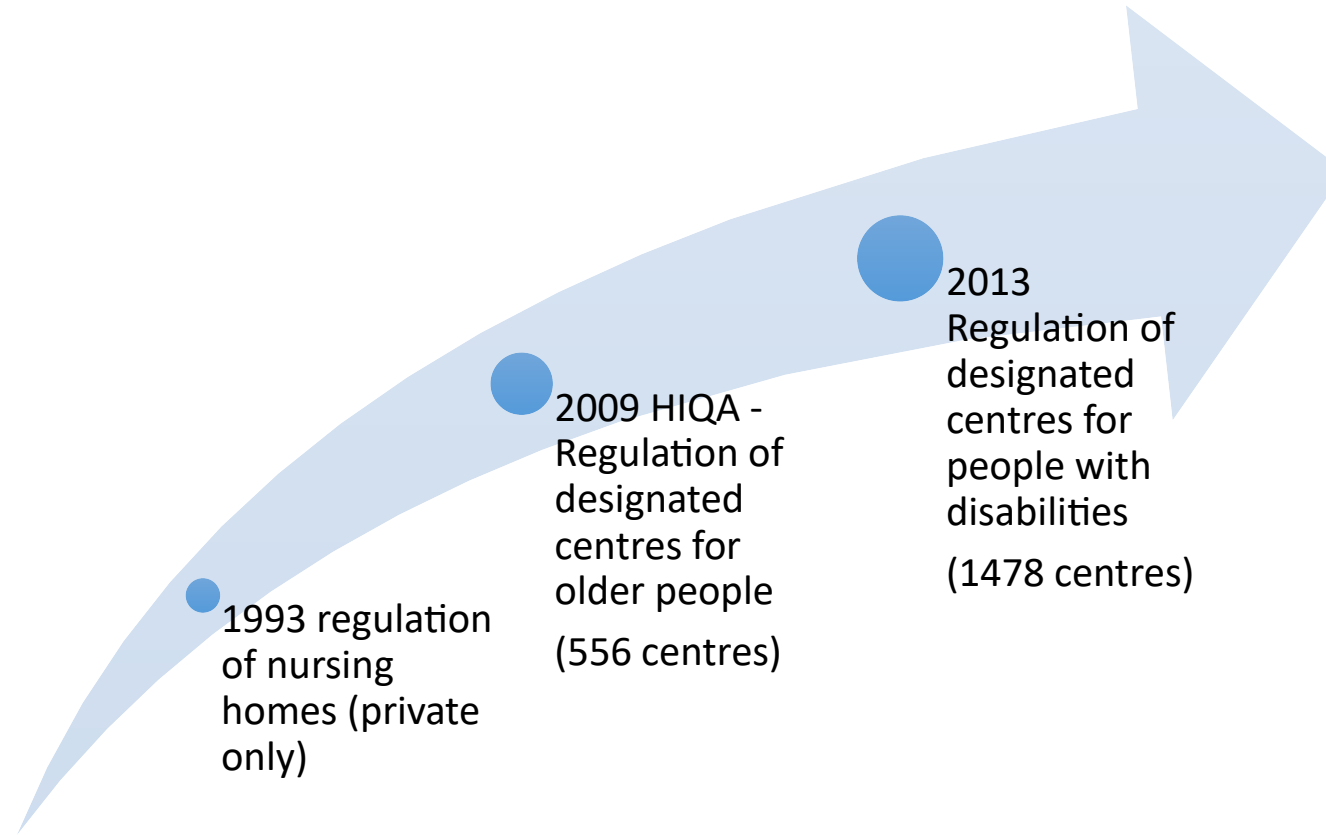 1993 regulation
of nursing
homes (private
only)
2009 HIQA -
Regulation of
designated
centres for
older people
(556 centres)
2013
Regulation of
designated
centres for
people with
disabilities
(1478 centres)